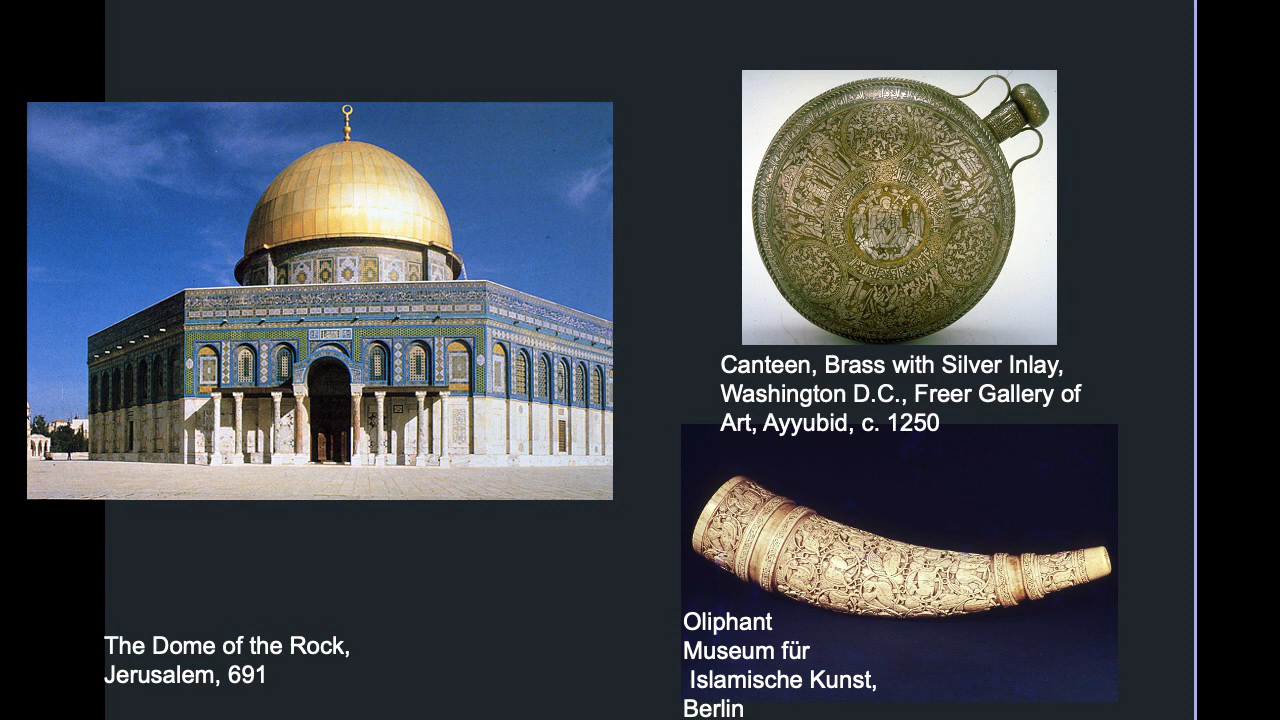 Canteen, Brass with Silver Inlay,
Washington D.C., Freer Gallery of
Art, Ayyubid, c. 1250
Oliphant
Museum für
Islamische Kunst,
Berlin
The Dome of the Rock,
Jerusalem, 691